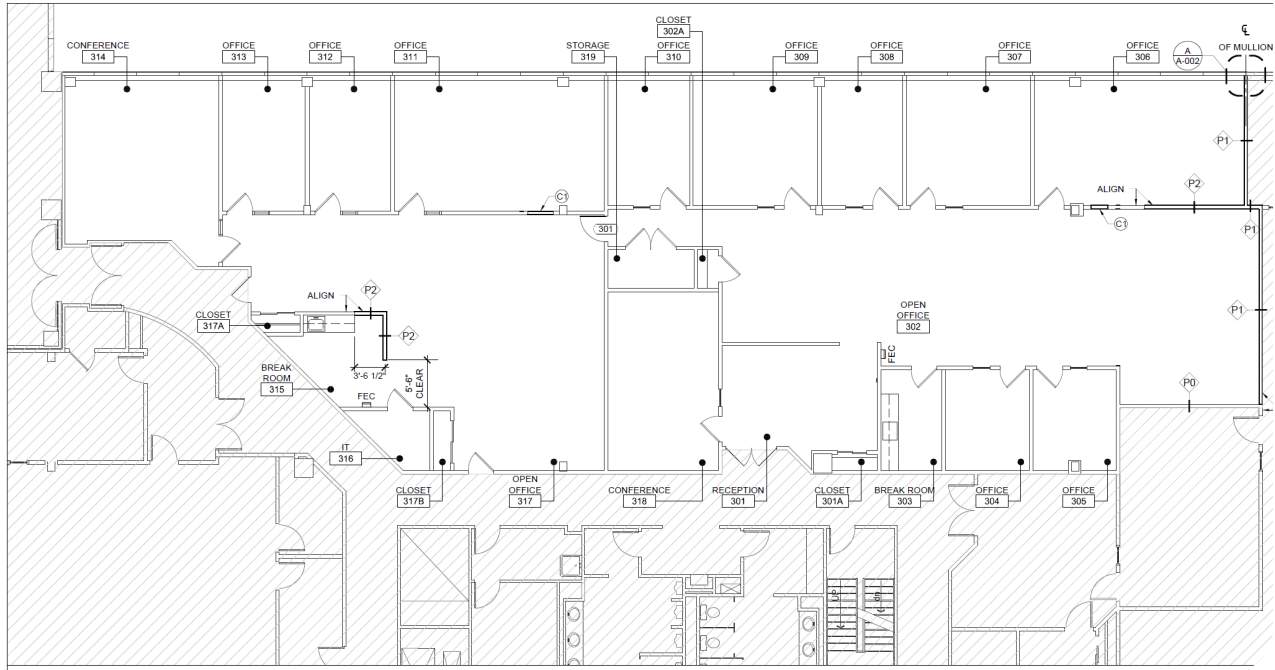 CLOSET
302A
CONFERENCE
314
OFFICE
313
OFFICE
312
OFFICE
311
STORAGE
319
OFFICE
310
OFFICE
309
OFFICE
308
OFFICE
307
OFFICE
306
A
A-002
℄
OF MULLION
P1
ALIGN
P2
C1
C1
P1
301
ALIGN
P2
CLOSET
317A
P2
OPEN
OFFICE
302
P1
FEC
BREAK
ROOM
315
3'-6 1/2"
5'-6"
CLEAR
FEC
P0
IT
316
CLOSET
317B
OPEN
OFFICE
317
CONFERENCE
318
RECEPTION
301
CLOSET
301A
BREAK ROOM
303
OFFICE
304
OFFICE
305
UP
dn